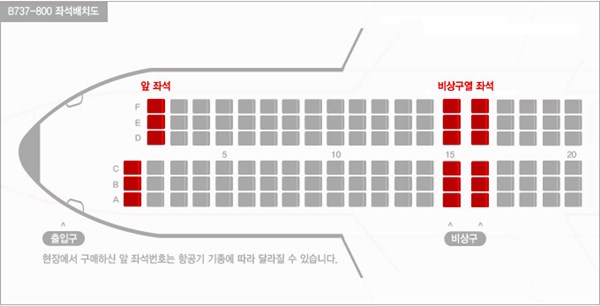 B737-800 좌석배치도
앞 좌석
비상구열 좌석
F
E
D
5
10
15
20
C
B
A
출입구
비상구
현장에서 구매하신 앞 좌석번호는 항공기 기종에 따라 달라질 수 있습니다.